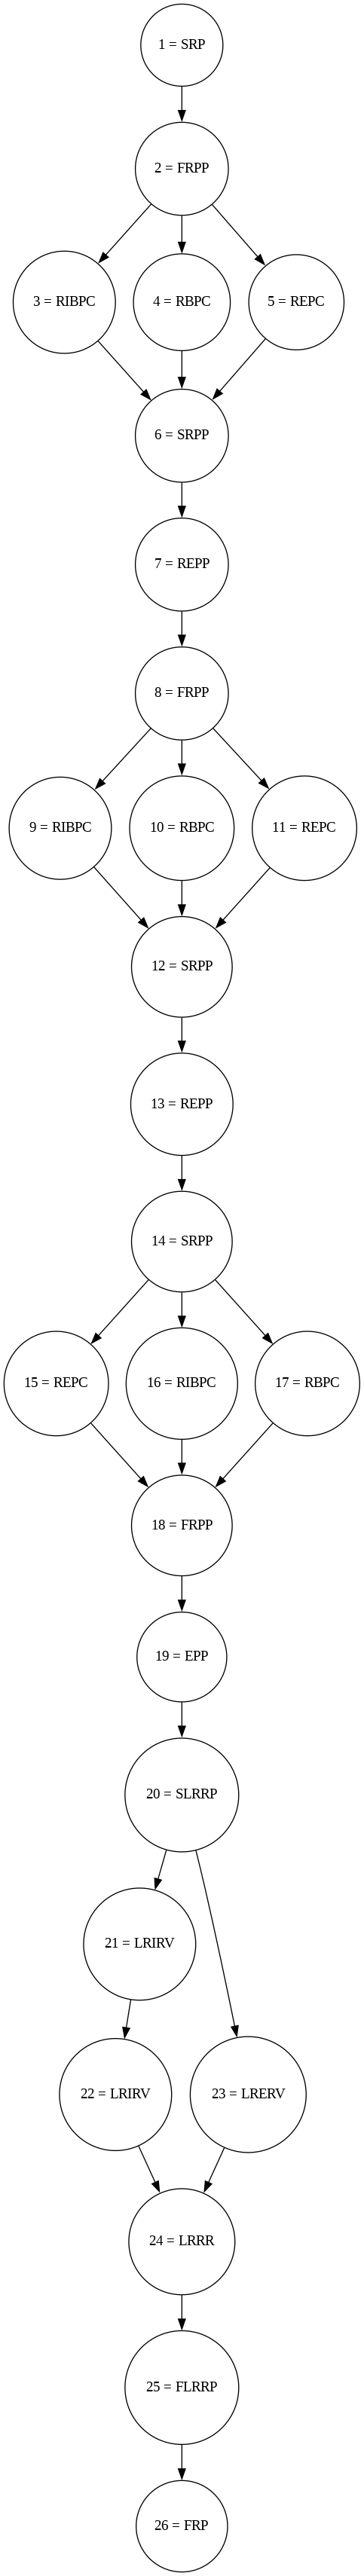 1 = SRP
2 = FRPP
3 = RIBPC
4 = RBPC
5 = REPC
6 = SRPP
7 = REPP
8 = FRPP
9 = RIBPC
10 = RBPC
11 = REPC
12 = SRPP
13 = REPP
14 = SRPP
15 = REPC
16 = RIBPC
17 = RBPC
18 = FRPP
19 = EPP
20 = SLRRP
21 = LRIRV
22 = LRIRV
23 = LRERV
24 = LRRR
25 = FLRRP
26 = FRP